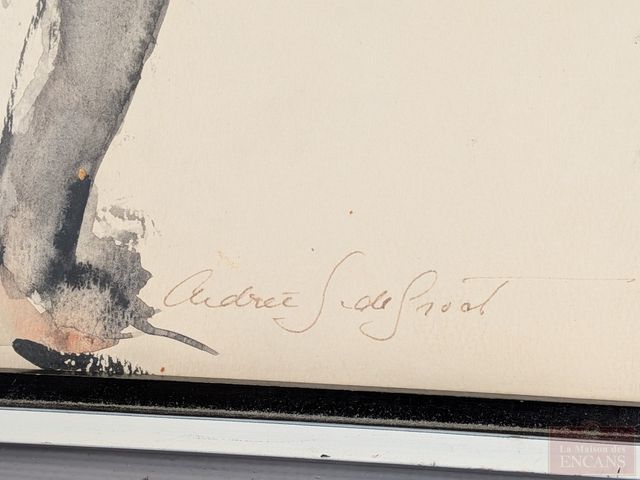 Andrée S. de Groot
La Maison des
ENCANS